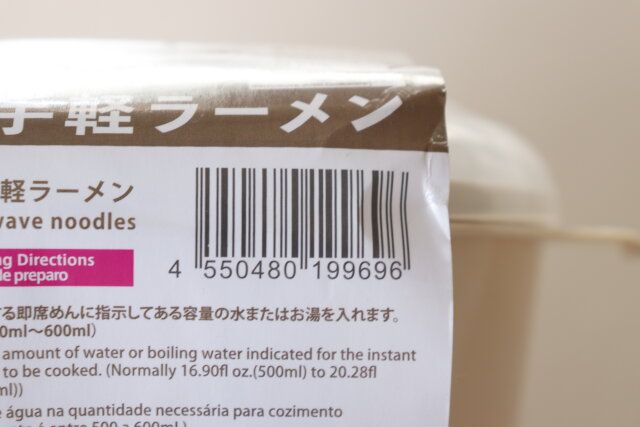 手軽ラーメン
軽ラーメン
wave noodles
ng Directions
de preparo
4 550480 199696
する即席めんに指示してある容量の水またはお湯を入れます。
0ml～600ml）
amount of water or boiling water indicated for the instant
to be cooked. (Normally 16.90fl oz.(500ml) to 20.28fl
ml))
e água na quantidade necessária para cozimento
é entre 500 a 600ml.)